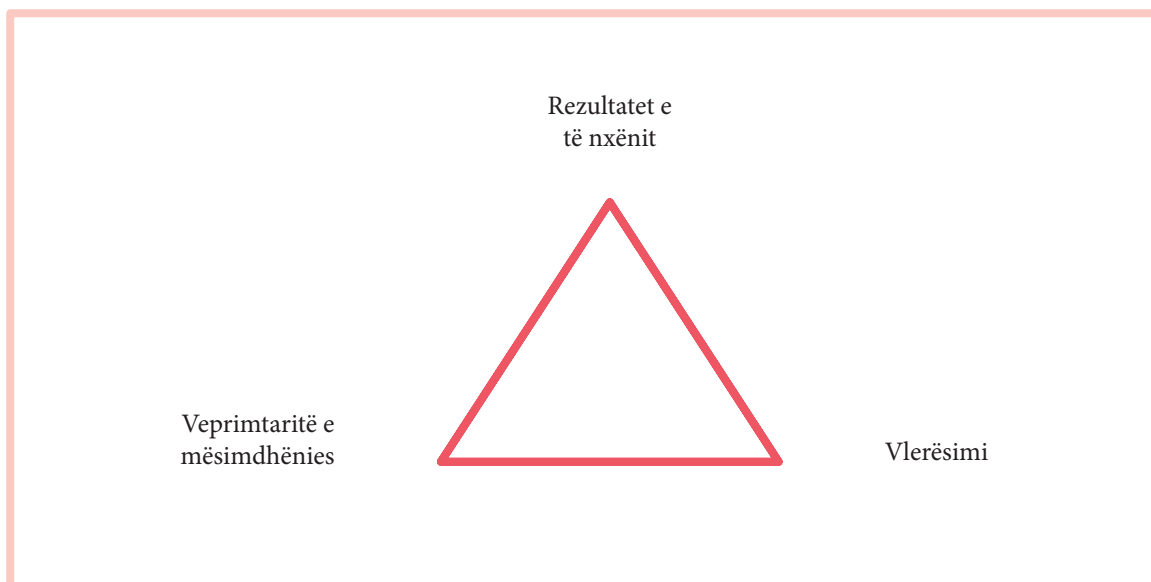 Rezultatet e
të nxënit
Veprimtaritë e
mësimdhënies
Vlerësimi